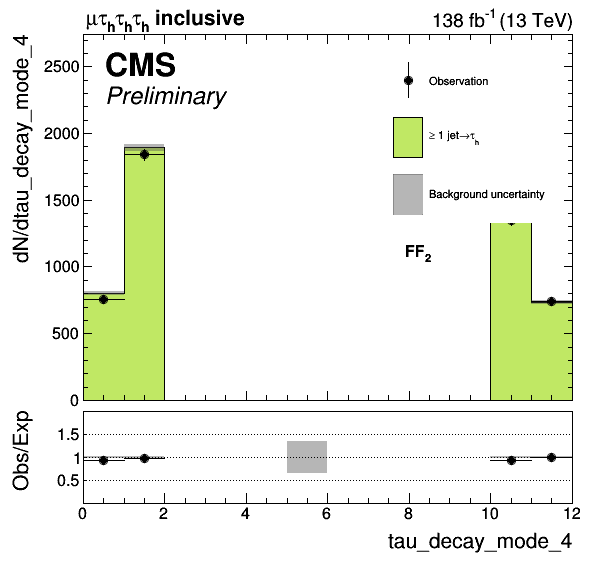 μτhτhτh inclusive 138 fb-1 (13 TeV)
CMS
Preliminary
Observation
≥ 1 jet→τh
Background uncertainty
FF2
dN/dtau_decay_mode_4
2500
2000
1500
1000
500
0
Obs/Exp
1.5
1
0.5
0 2 4 6 8 10 12
tau_decay_mode_4